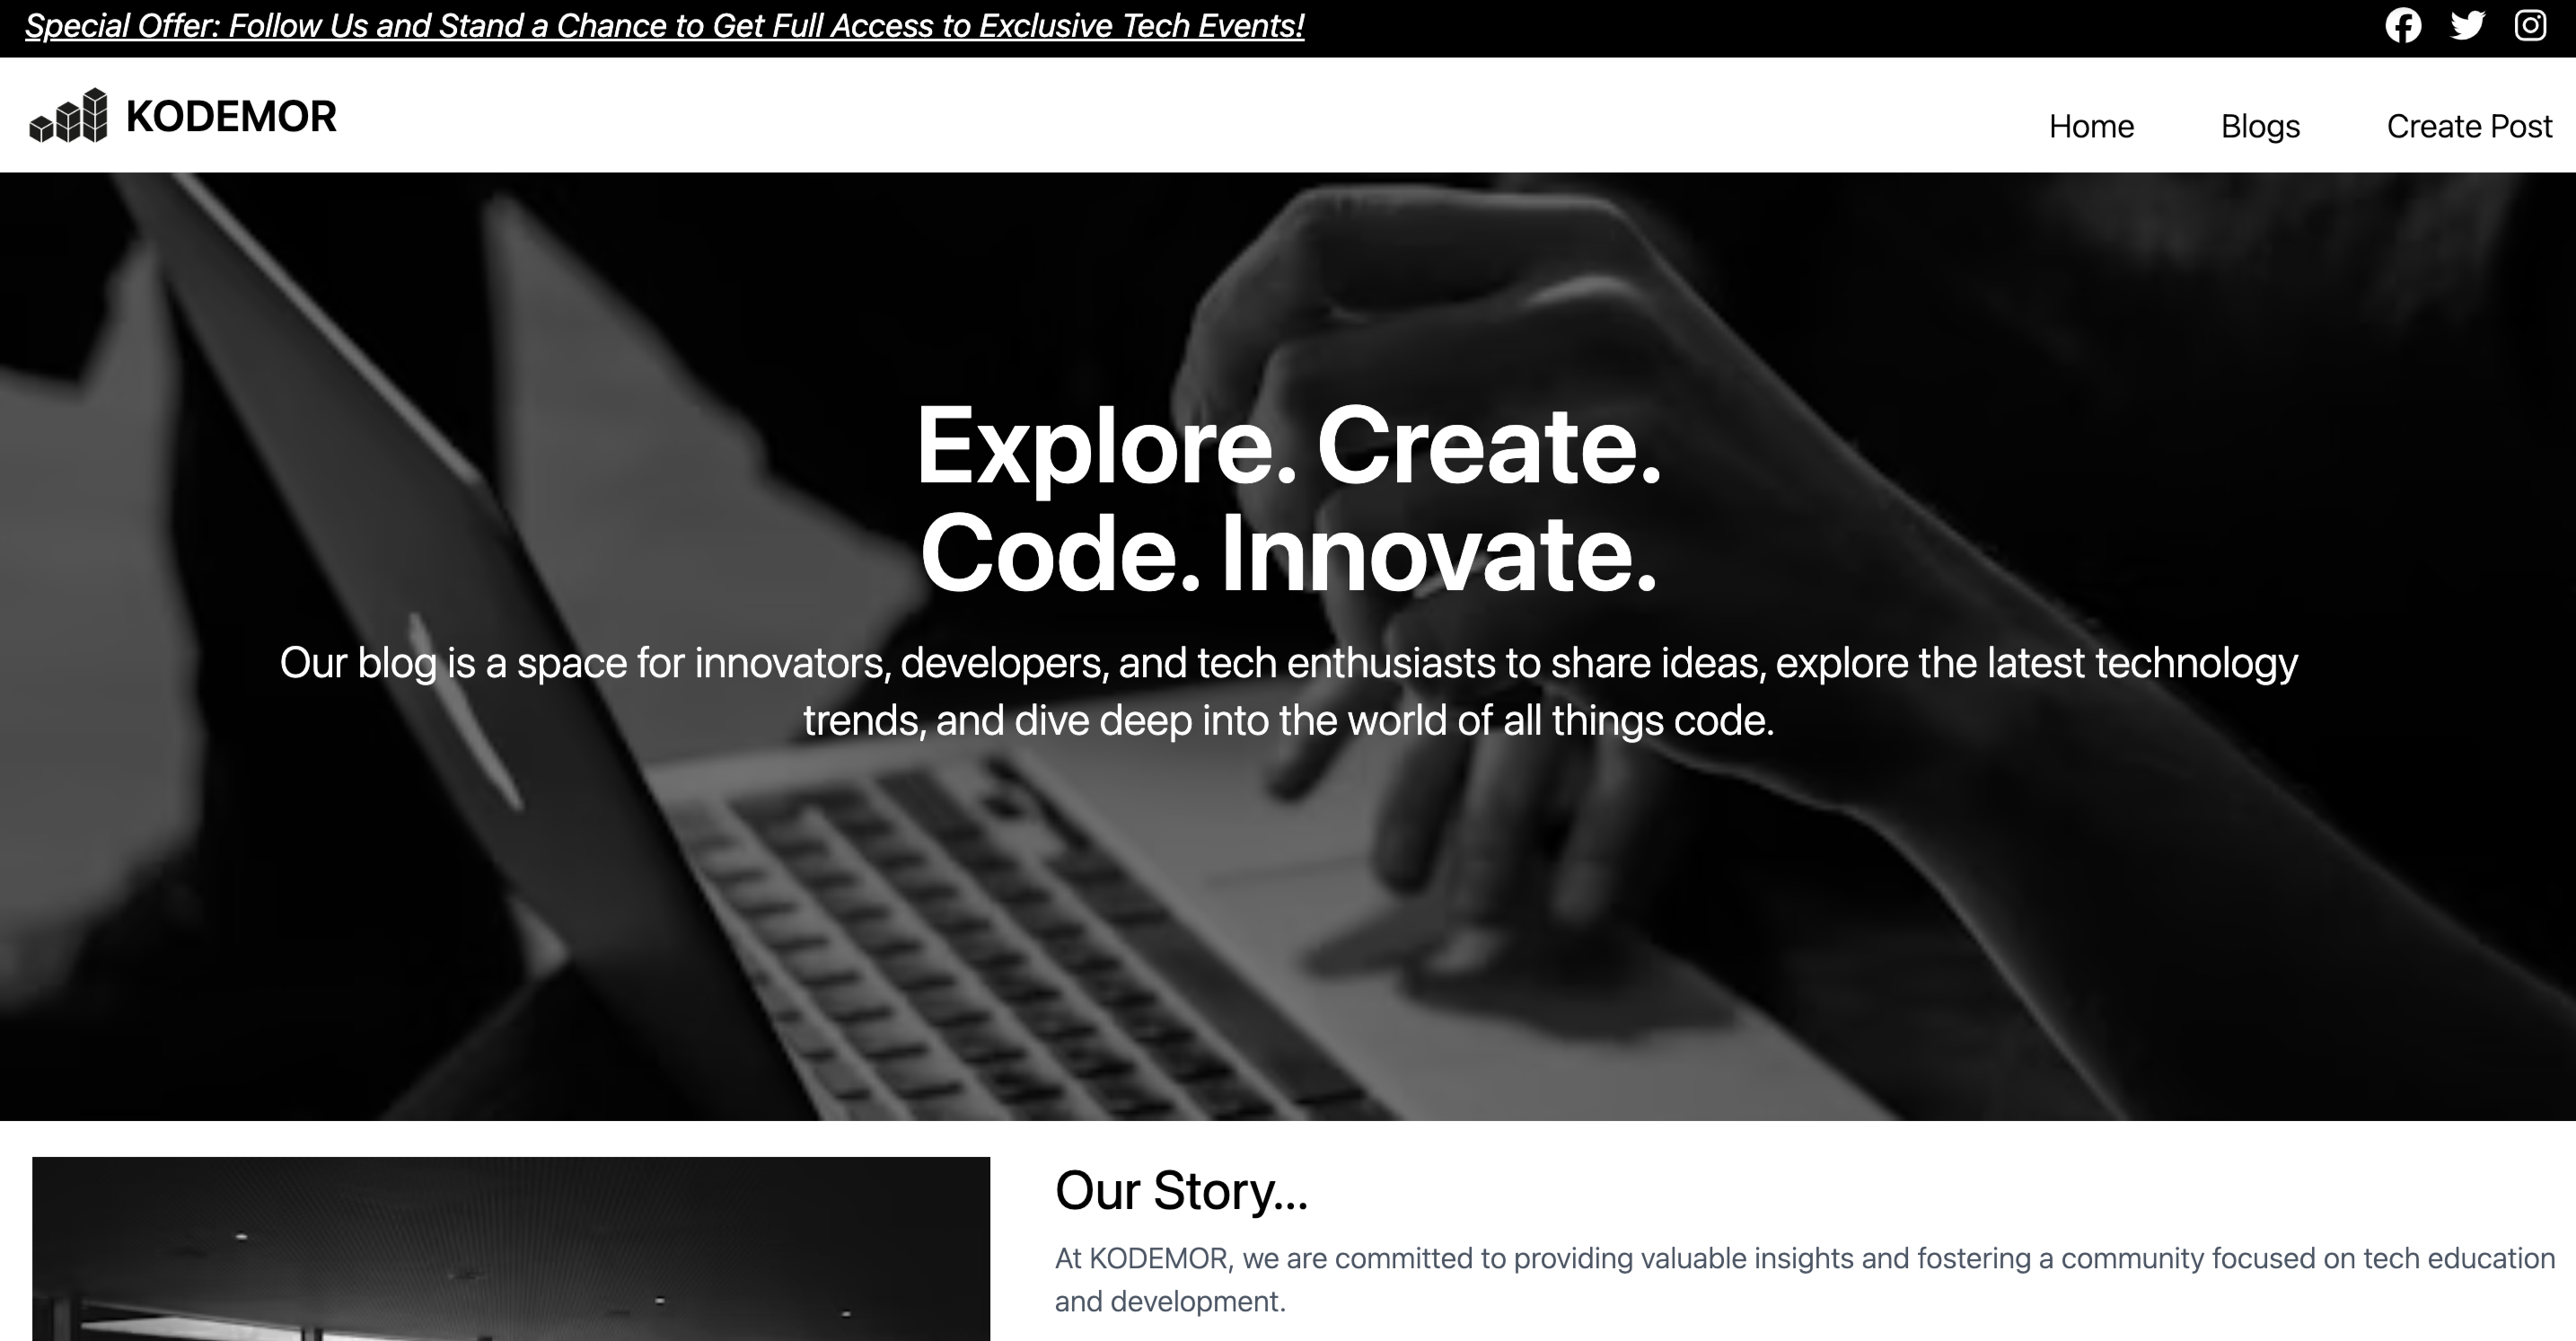 Special Offer: Follow Us and Stand a Chance to Get Full Access to Exclusive Tech Events!
KODEMOR
Home Blogs Create Post
Explore. Create.
Code. Innovate.
Our blog is a space for innovators, developers, and tech enthusiasts to share ideas, explore the latest technology
trends, and dive deep into the world of all things code.
Our Story...
At KODEMOR, we are committed to providing valuable insights and fostering a community focused on tech education
and development.